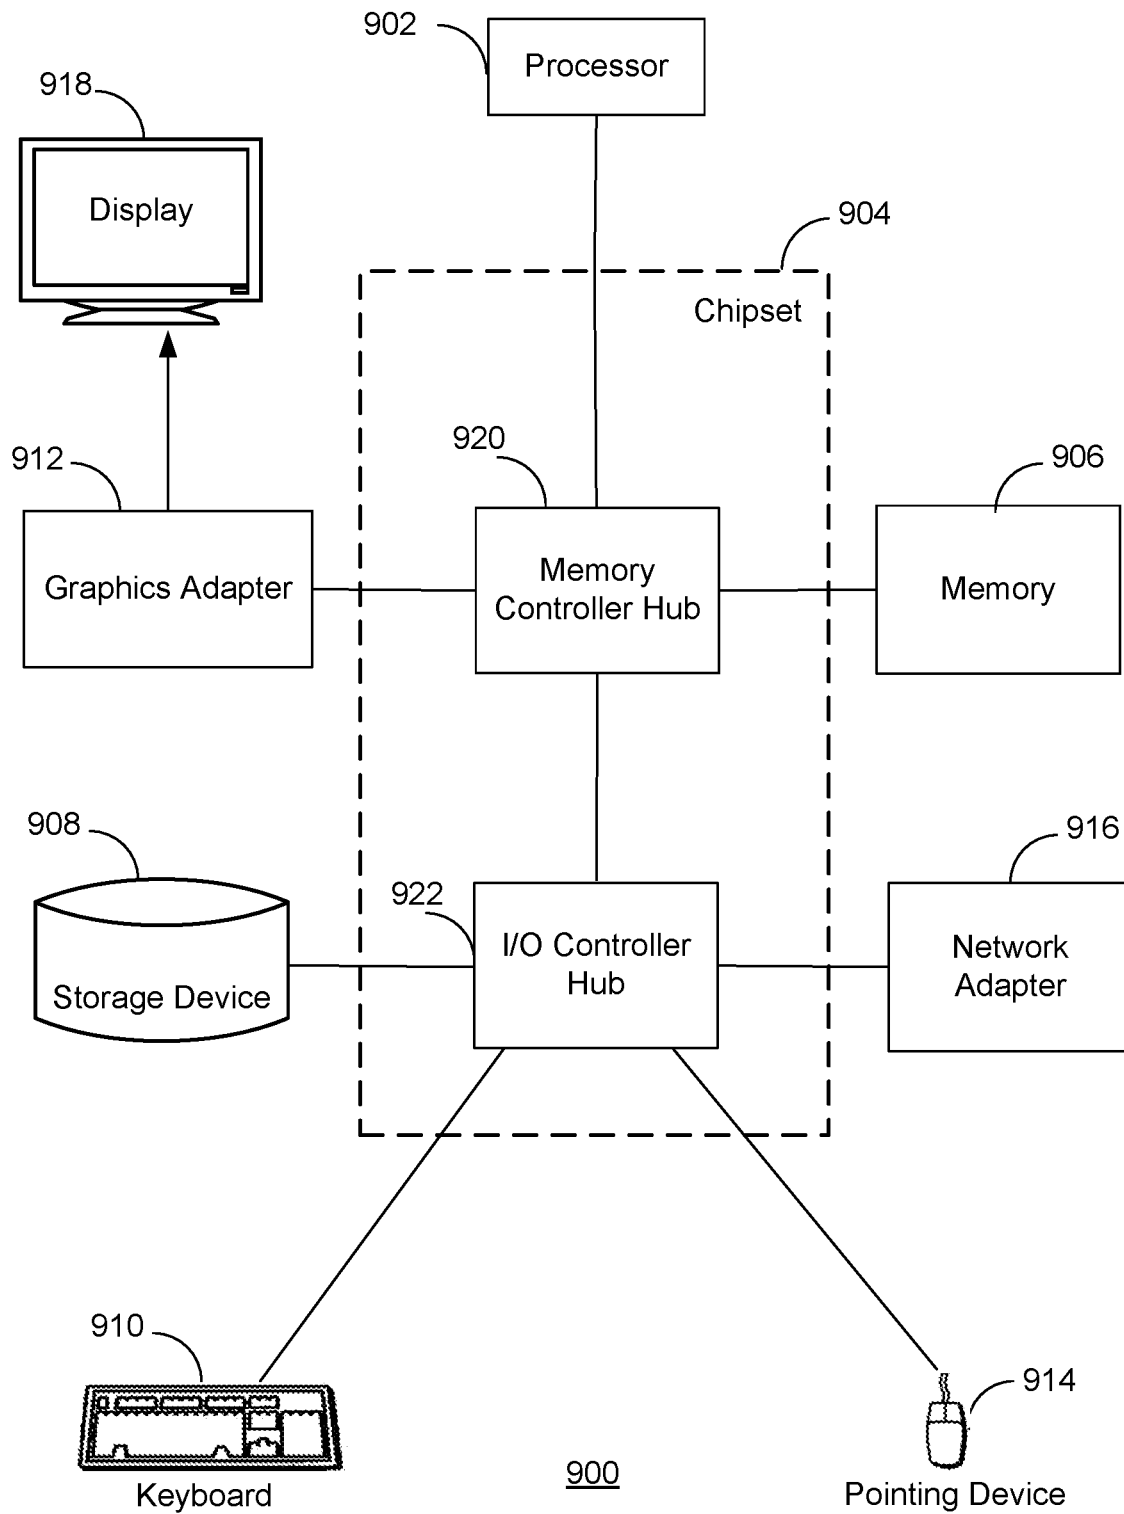 902
Processor
918
Display
904
Chipset
920
912
906
Graphics Adapter
Memory
Controller Hub
Memory
908
916
922
Storage Device
I/O Controller
Hub
Network
Adapter
910
914
Keyboard
900
Pointing Device